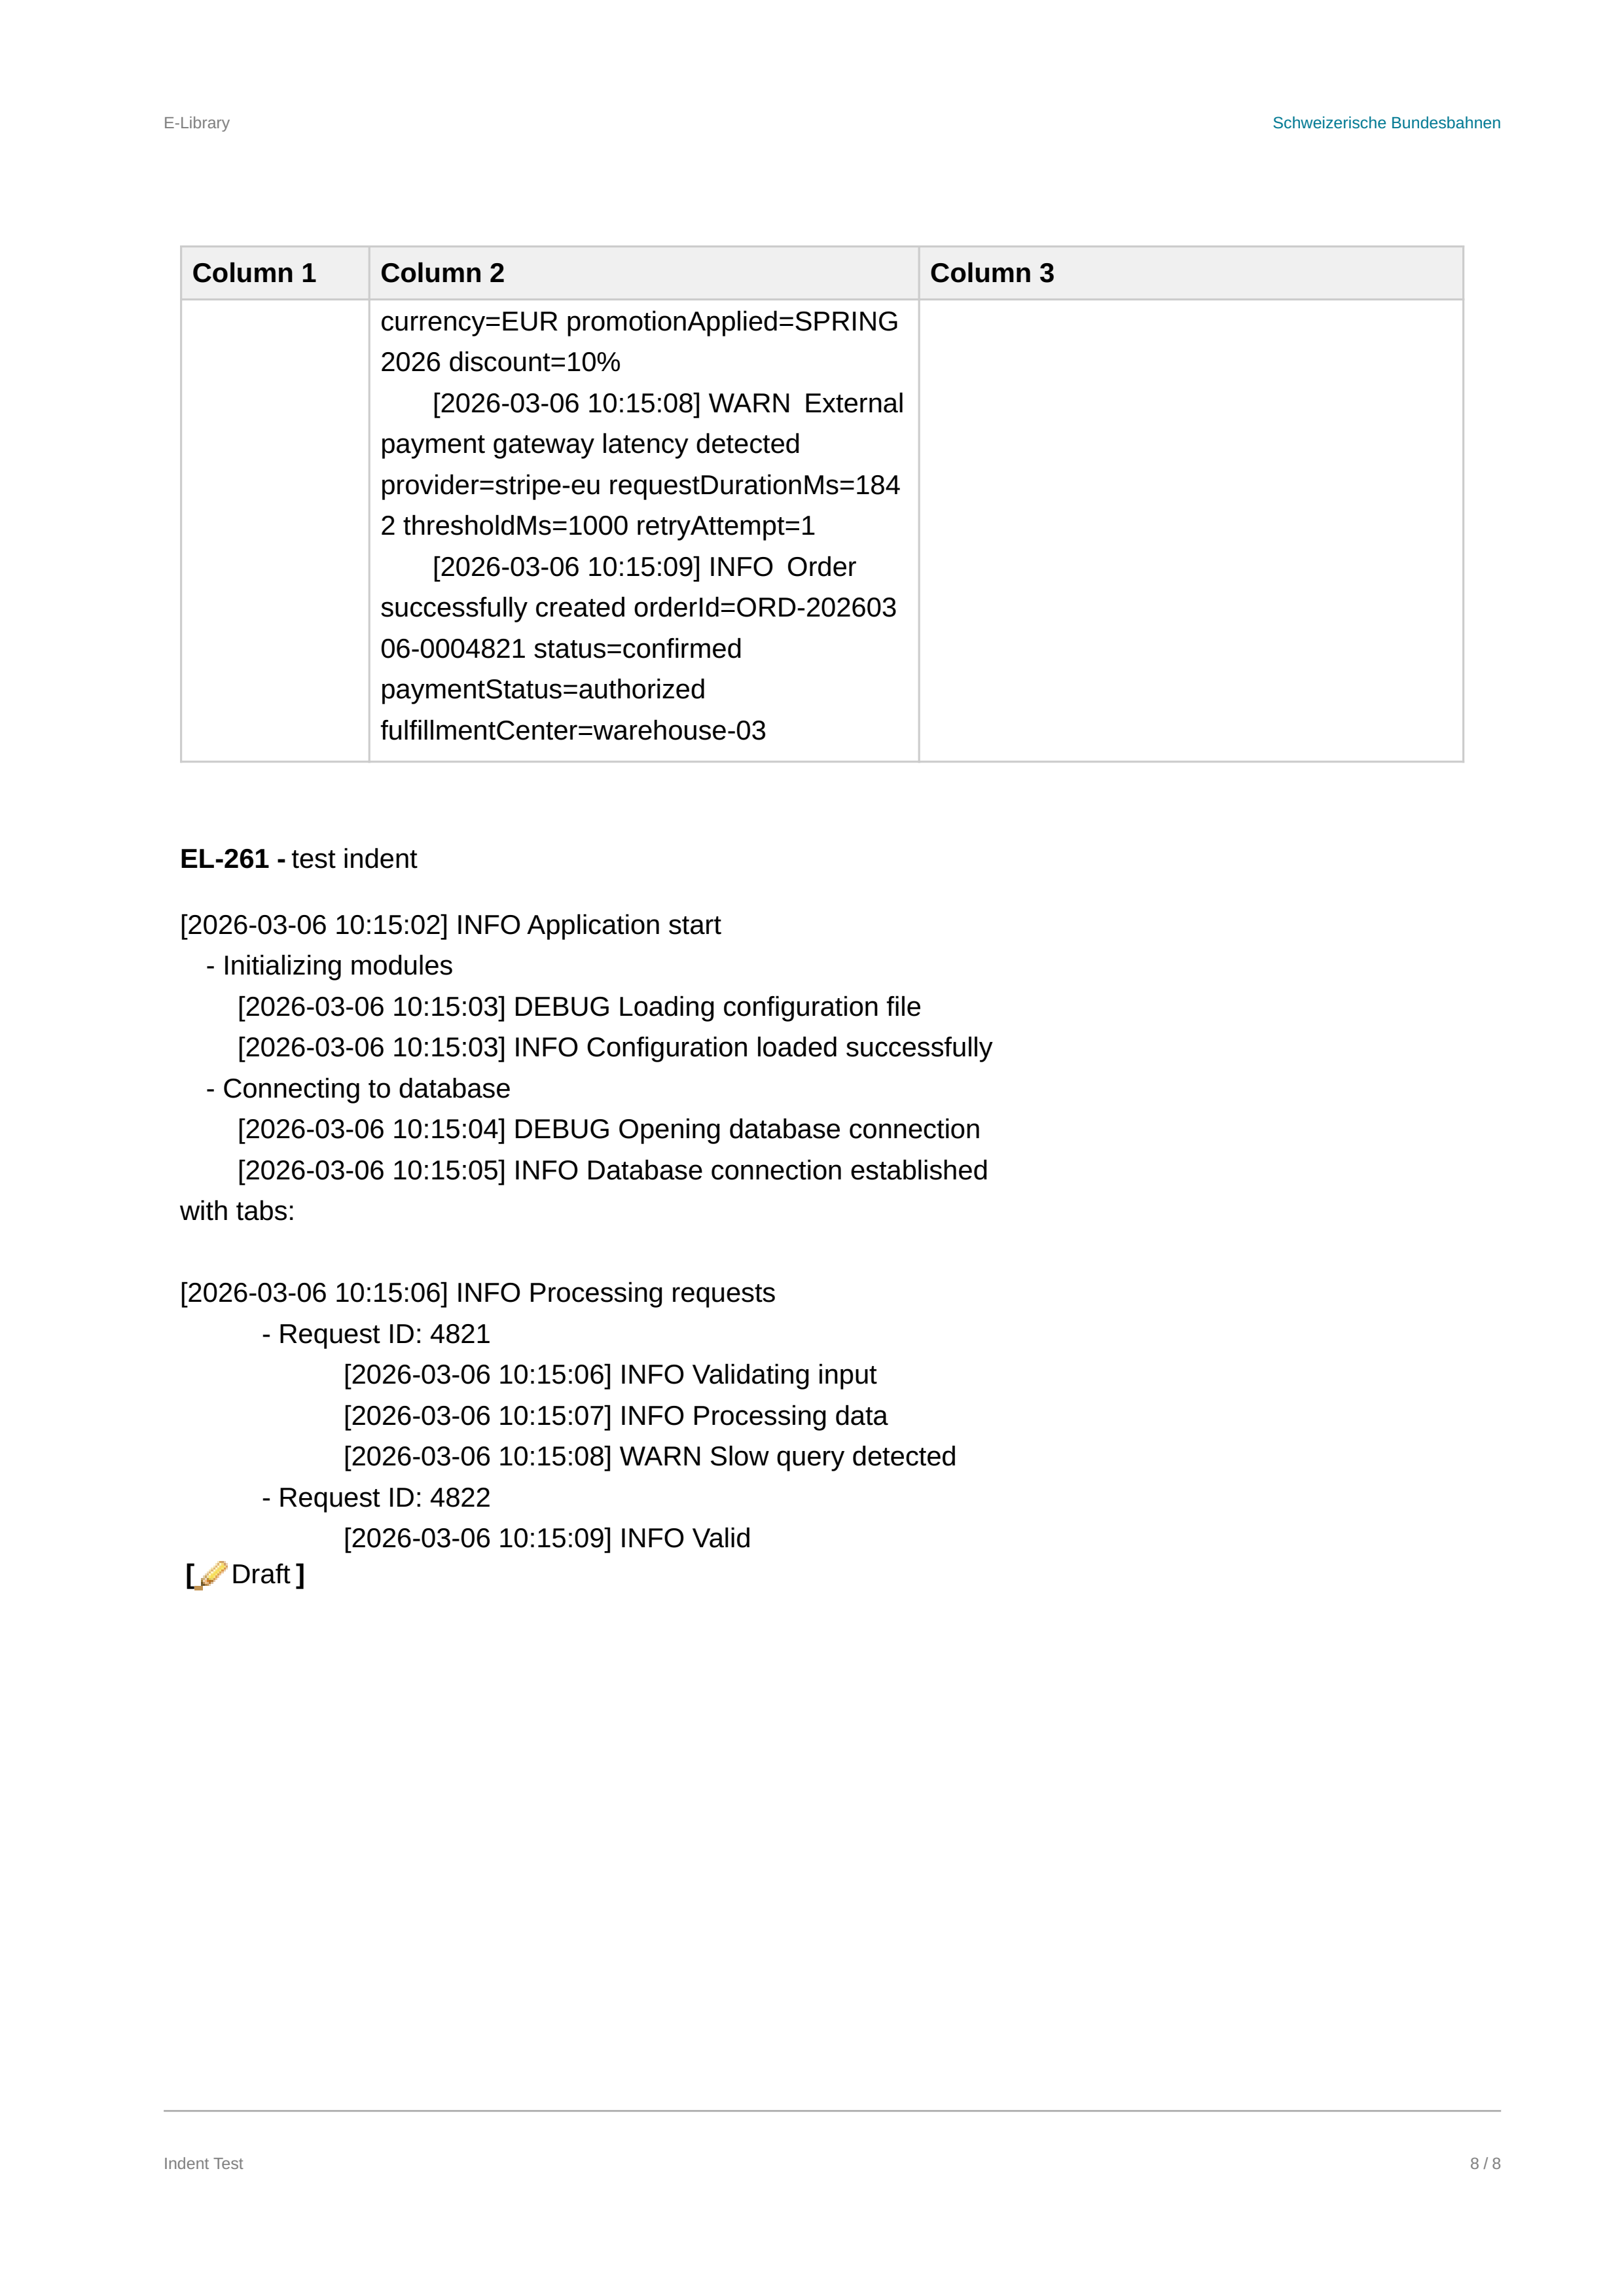 E-Library
Schweizerische Bundesbahnen
Column 1 Column 2 Column 3
currency=EUR promotionApplied=SPRING
2026 discount=10%
[2026-03-06 10:15:08] WARN  External
payment gateway latency detected
provider=stripe-eu requestDurationMs=184
2 thresholdMs=1000 retryAttempt=1
[2026-03-06 10:15:09] INFO  Order
successfully created orderId=ORD-202603
06-0004821 status=confirmed
paymentStatus=authorized
fulfillmentCenter=warehouse-03
EL-261 - test indent
[2026-03-06 10:15:02] INFO Application start
- Initializing modules
[2026-03-06 10:15:03] DEBUG Loading configuration file
[2026-03-06 10:15:03] INFO Configuration loaded successfully
- Connecting to database
[2026-03-06 10:15:04] DEBUG Opening database connection
[2026-03-06 10:15:05] INFO Database connection established
with tabs:
[2026-03-06 10:15:06] INFO Processing requests
- Request ID: 4821
[2026-03-06 10:15:06] INFO Validating input
[2026-03-06 10:15:07] INFO Processing data
[2026-03-06 10:15:08] WARN Slow query detected
- Request ID: 4822
[2026-03-06 10:15:09] INFO Valid
[ Draft ]
Indent Test
8 / 8